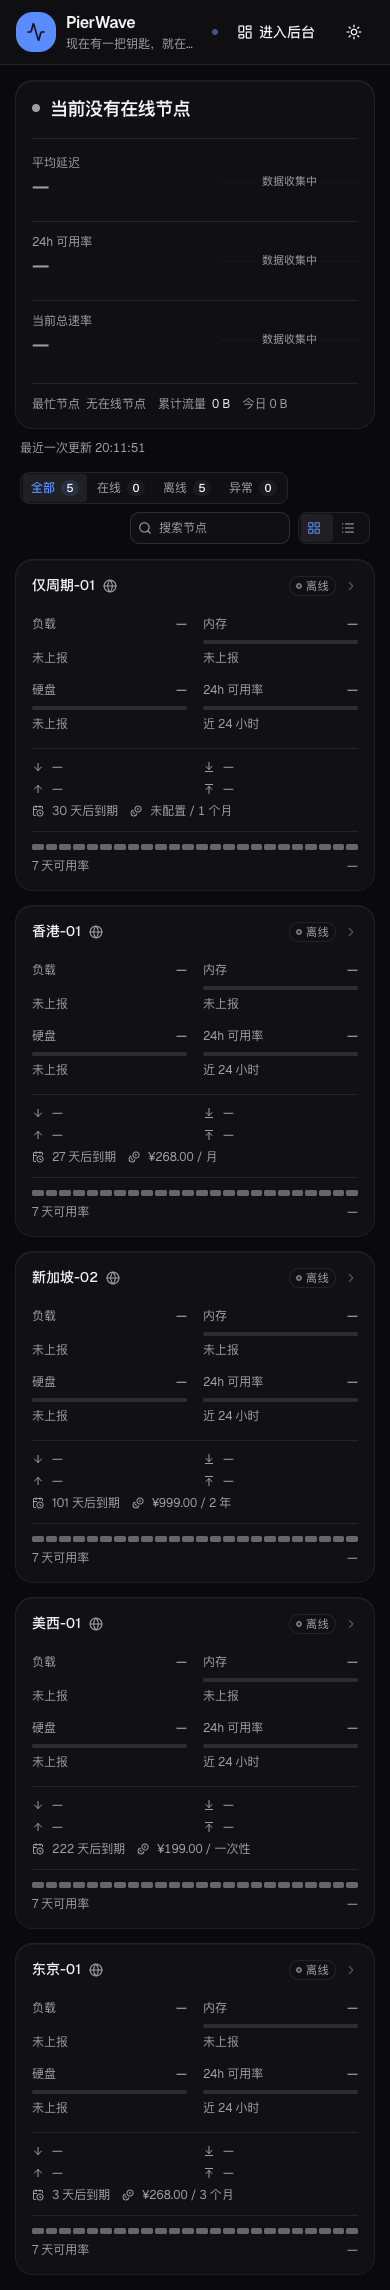 PierWave
现在有一把钥匙，就在…
进入后台
当前没有在线节点
平均延迟
—
数据收集中
24h 可用率
—
数据收集中
当前总速率
—
数据收集中
最忙节点 无在线节点 累计流量 0 B 今日 0 B
最近一次更新 20:11:51
全部 5 在线 0 离线 5 异常 0
搜索节点
仅周期-01 离线
负载 — 内存 —
未上报 未上报
硬盘 — 24h 可用率 —
未上报 近 24 小时
↓ — ↓ —
↑ — ↑ —
30 天后到期 未配置 / 1 个月
7 天可用率 —
香港-01 离线
负载 — 内存 —
未上报 未上报
硬盘 — 24h 可用率 —
未上报 近 24 小时
↓ — ↓ —
↑ — ↑ —
27 天后到期 ¥268.00 / 月
7 天可用率 —
新加坡-02 离线
负载 — 内存 —
未上报 未上报
硬盘 — 24h 可用率 —
未上报 近 24 小时
↓ — ↓ —
↑ — ↑ —
101 天后到期 ¥999.00 / 2 年
7 天可用率 —
美西-01 离线
负载 — 内存 —
未上报 未上报
硬盘 — 24h 可用率 —
未上报 近 24 小时
↓ — ↓ —
↑ — ↑ —
222 天后到期 ¥199.00 / 一次性
7 天可用率 —
东京-01 离线
负载 — 内存 —
未上报 未上报
硬盘 — 24h 可用率 —
未上报 近 24 小时
↓ — ↓ —
↑ — ↑ —
3 天后到期 ¥268.00 / 3 个月
7 天可用率 —